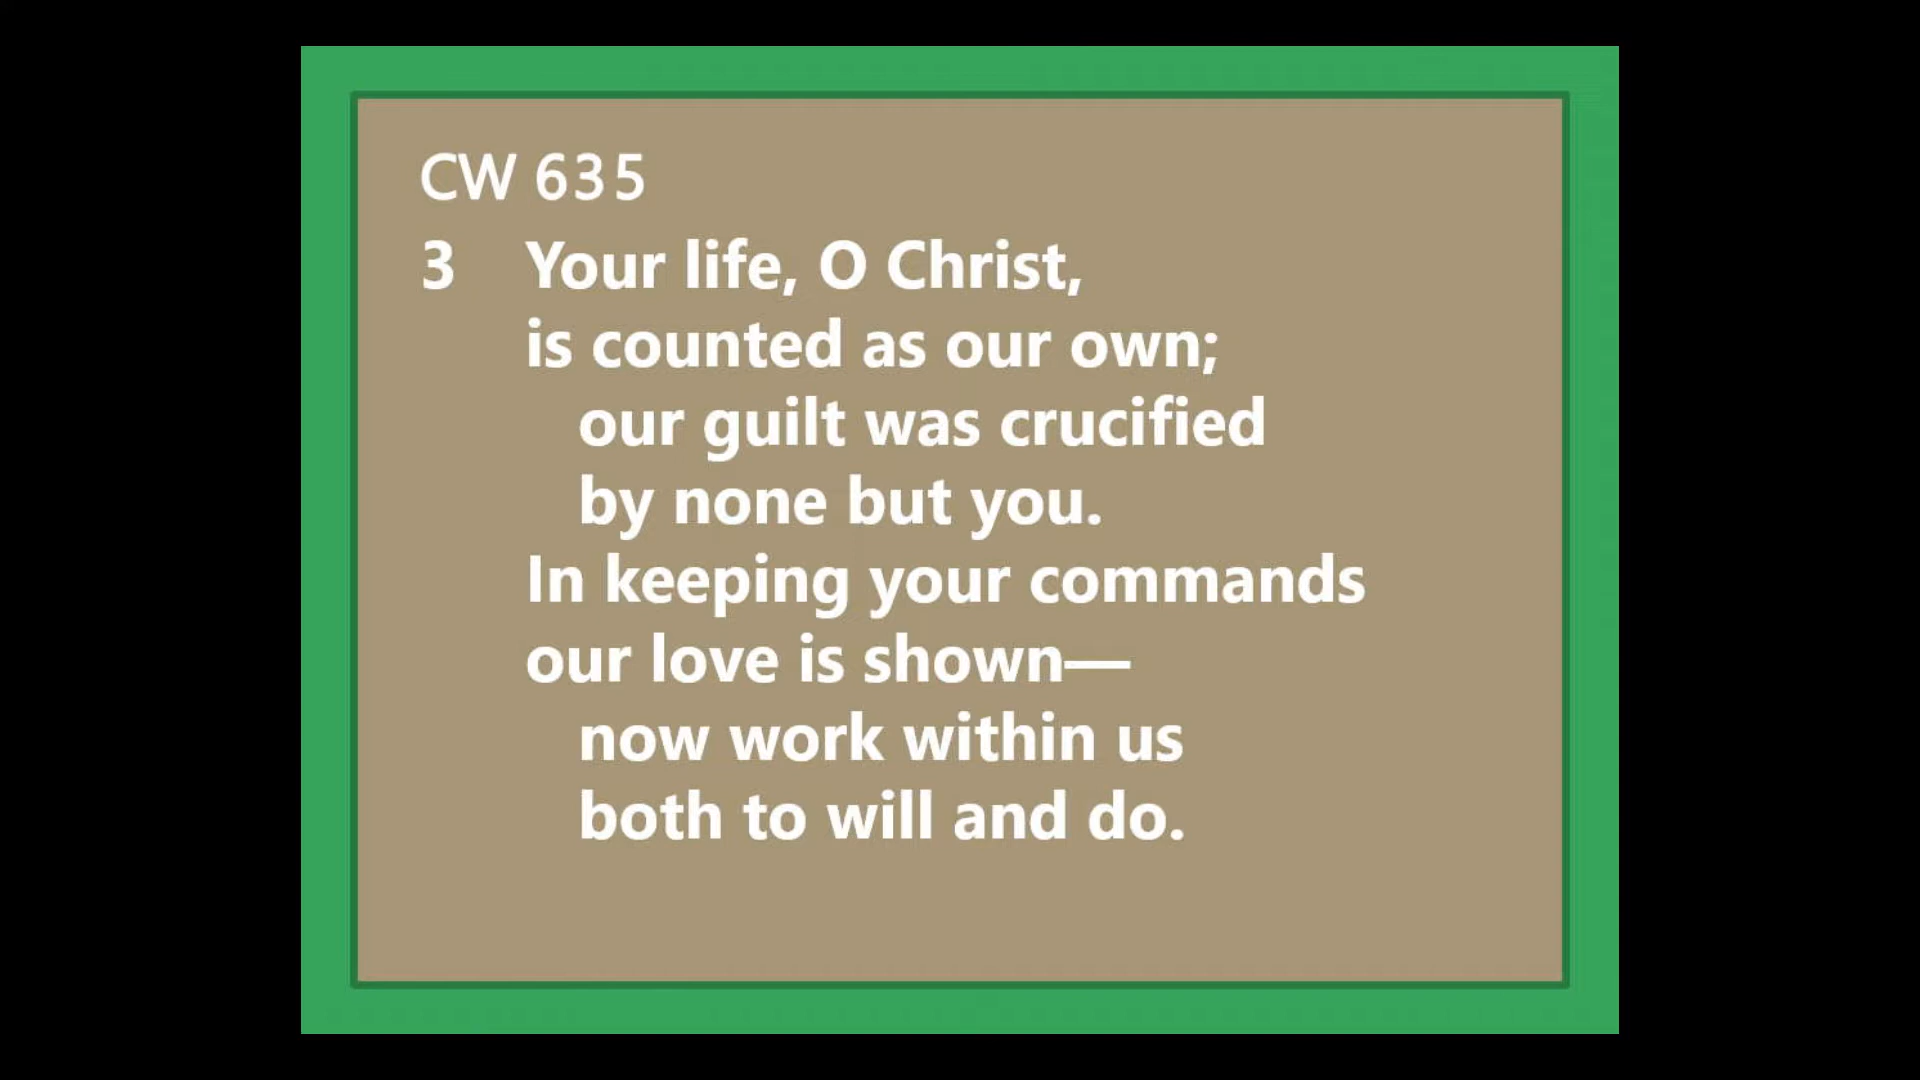 CW 635
3 Your life, O Christ,
is counted as our own;
our guilt was crucified
by none but you.
In keeping your commands
our love is shown—
now work within us
both to will and do.